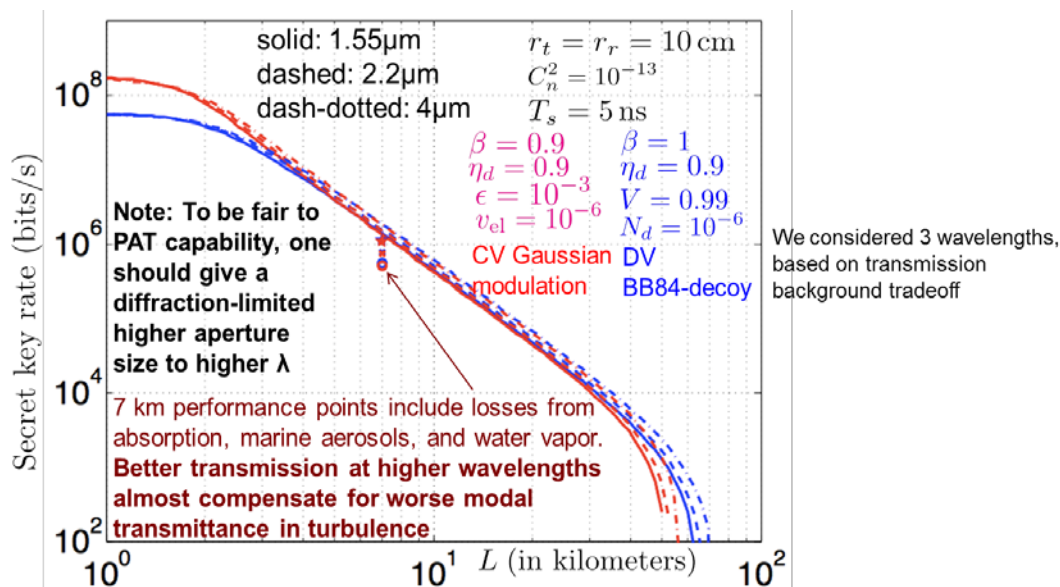 solid: 1.55µm
dashed: 2.2µm
dash-dotted: 4µm
r_t = r_r = 10 cm
C_n^2 = 10^{-13}
T_s = 5 ns
β = 0.9
η_d = 0.9
ϵ = 10^{-3}
v_el = 10^{-6}
CV Gaussian
modulation
β = 1
η_d = 0.9
V = 0.99
N_d = 10^{-6}
DV
BB84-decoy
Note: To be fair to
PAT capability, one
should give a
diffraction-limited
higher aperture
size to higher λ
7 km performance points include losses from
absorption, marine aerosols, and water vapor.
Better transmission at higher wavelengths
almost compensate for worse modal
transmittance in turbulence
We considered 3 wavelengths,
based on transmission
background tradeoff
Secret key rate (bits/s)
10^8
10^6
10^4
10^2
10^0
10^1
10^2
L (in kilometers)